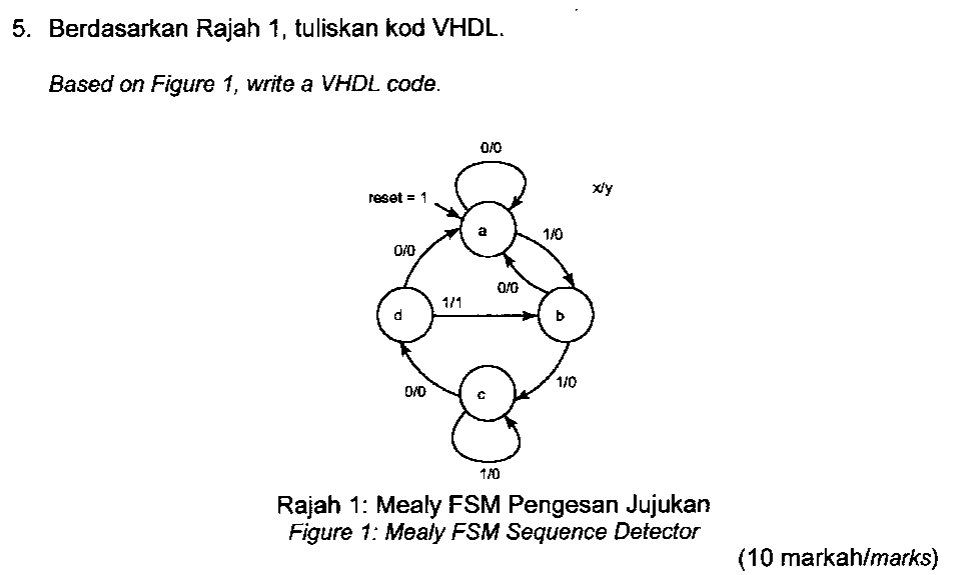 5. Berdasarkan Rajah 1, tuliskan kod VHDL.
Based on Figure 1, write a VHDL code.
0/0
x/y
reset = 1
a
1/0
0/0
0/0
1/1
d
b
1/0
0/0
c
1/0
Rajah 1: Mealy FSM Pengesan Jujukan
Figure 1: Mealy FSM Sequence Detector
(10 markah/marks)